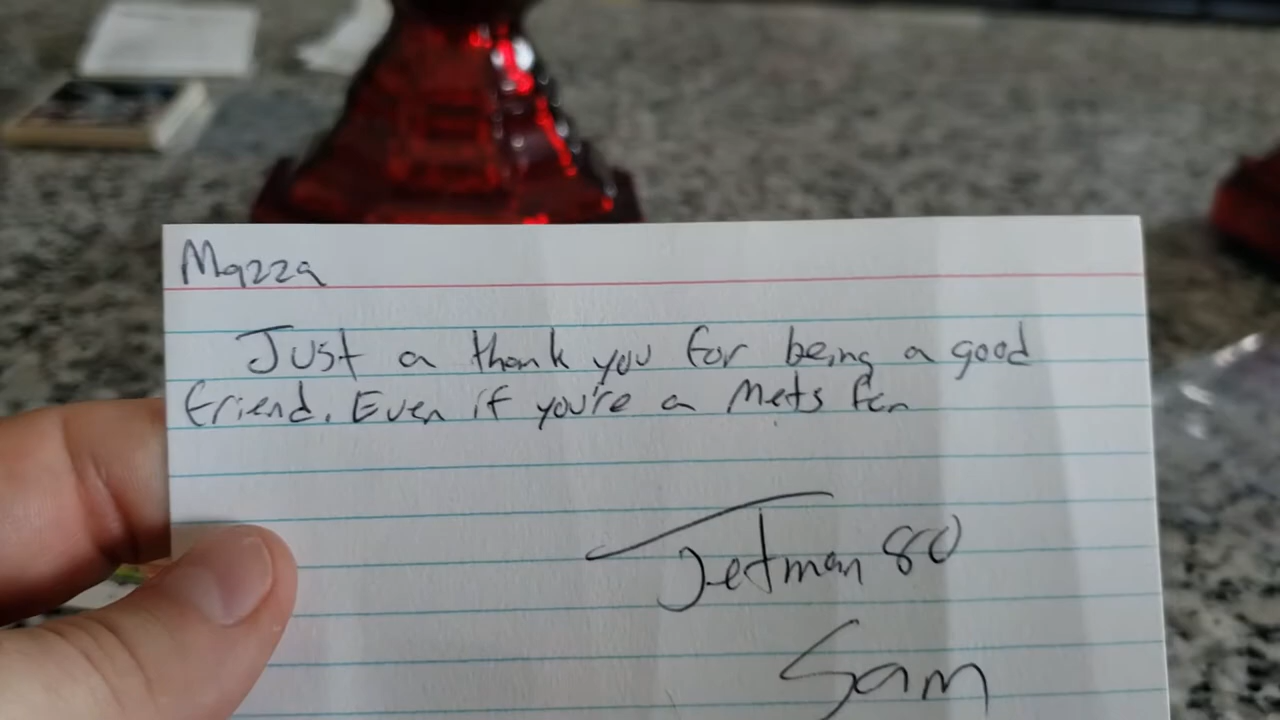 Mazza
Just a thank you for being a good
friend. Even if you're a Mets fan
Jetman 80
Sam